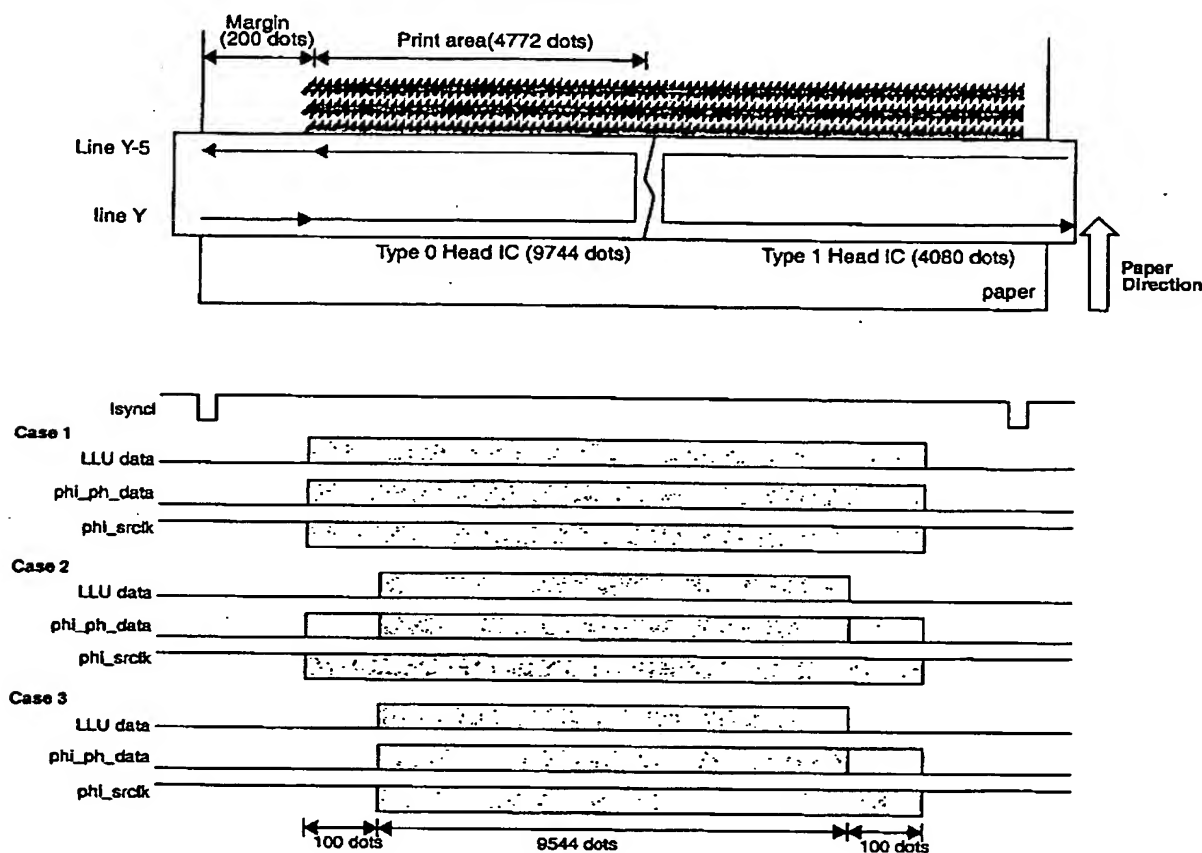 Margin
(200 dots)
Print area(4772 dots)
Line Y-5
line Y
Type 0 Head IC (9744 dots)
Type 1 Head IC (4080 dots)
Paper
Direction
paper
lsyncl
Case 1
LLU data
phi_ph_data
phi_srclk
Case 2
LLU data
phi_ph_data
phi_srclk
Case 3
LLU data
phi_ph_data
phi_srclk
100 dots
9544 dots
100 dots